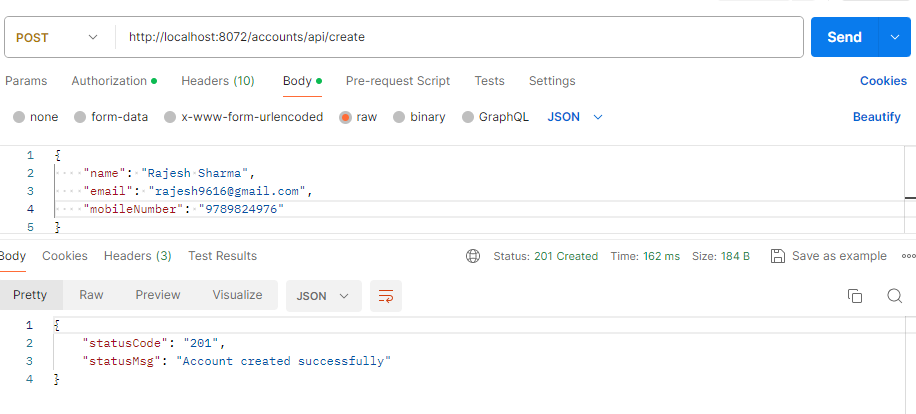 POST http://localhost:8072/accounts/api/create Send
Params Authorization Headers (10) Body Pre-request Script Tests Settings Cookies
none form-data x-www-form-urlencoded raw binary GraphQL JSON Beautify
1 {
2 "name": "Rajesh Sharma",
3 "email": "rajesh9616@gmail.com",
4 "mobileNumber": "9789824976"
5 }
Body Cookies Headers (3) Test Results Status: 201 Created Time: 162 ms Size: 184 B Save as example
Pretty Raw Preview Visualize JSON
1 {
2 "statusCode": "201",
3 "statusMsg": "Account created successfully"
4 }